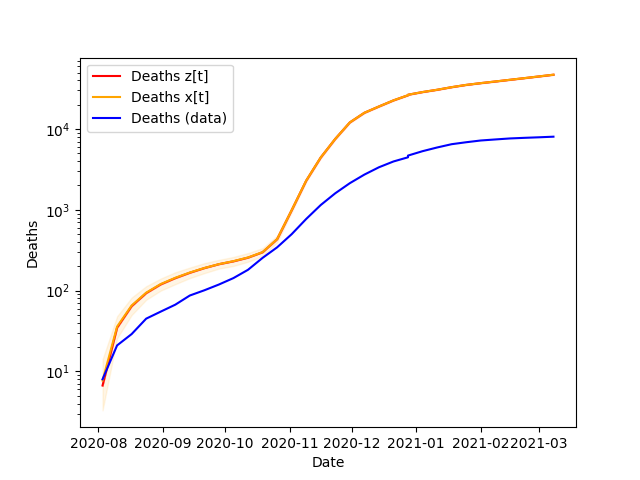 Deaths z[t]
Deaths x[t]
Deaths (data)
Deaths
10^4
10^3
10^2
10^1
2020-08 2020-09 2020-10 2020-11 2020-12 2021-01 2021-02 2021-03
Date